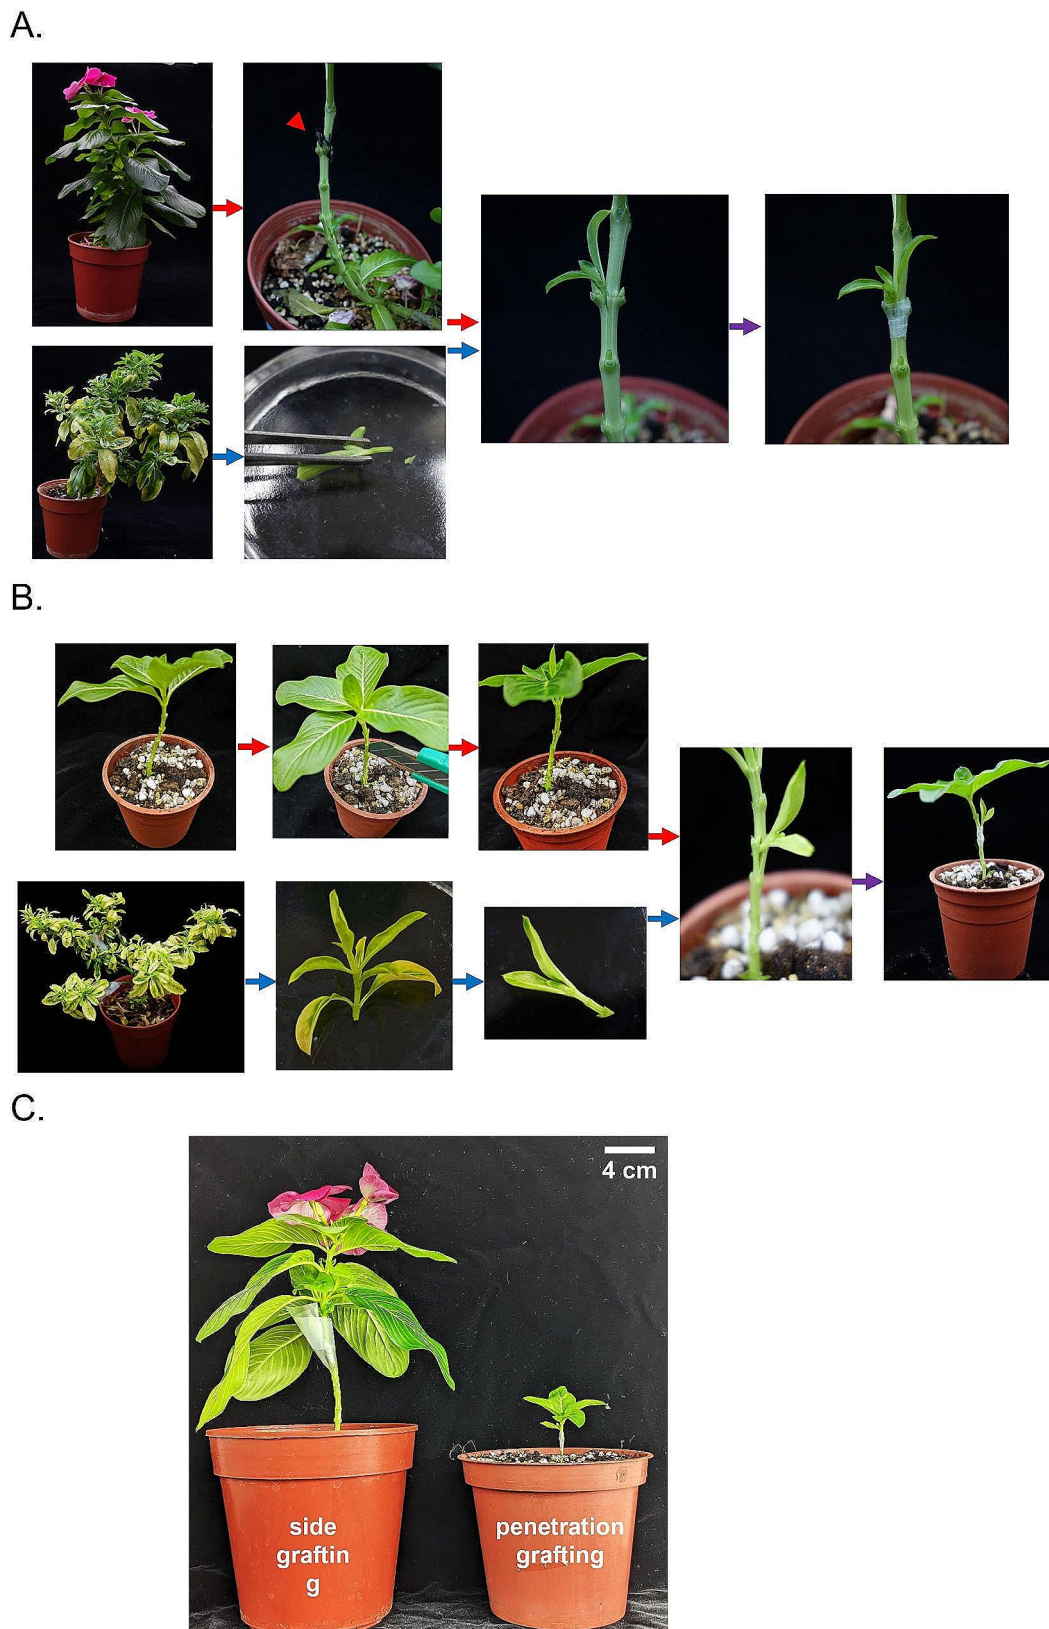 A.
B.
C.
4 cm
side
graftin
g
penetration
grafting